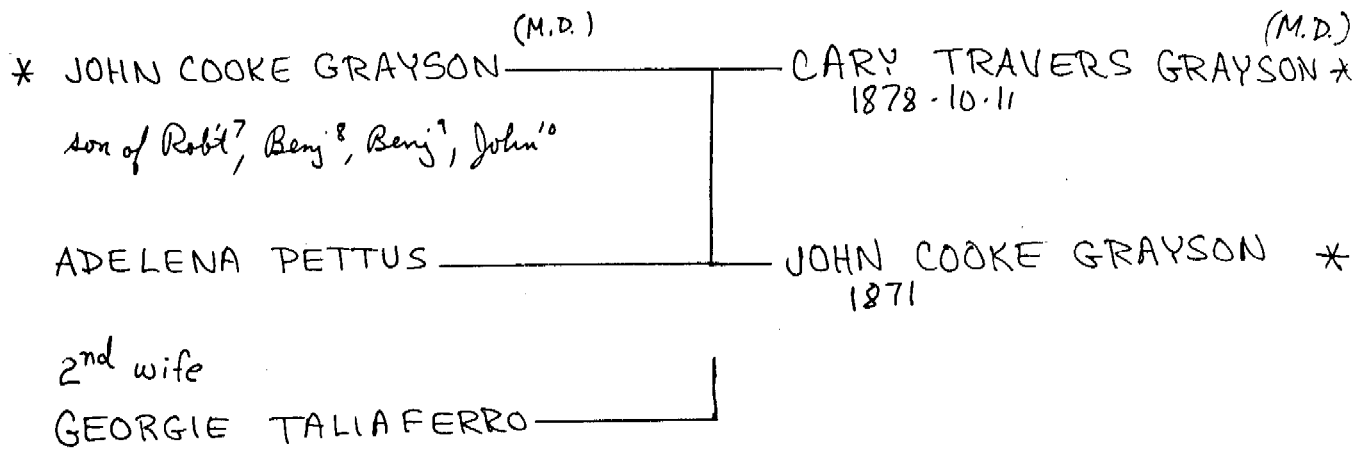 (M.D.) (M.D.)
* JOHN COOKE GRAYSON CARY TRAVERS GRAYSON *
1878-10-11
son of Rob't⁷, Benj⁸, Benj⁹, John¹⁰
ADELENA PETTUS JOHN COOKE GRAYSON *
1871
2nd wife
GEORGIE TALIAFERRO